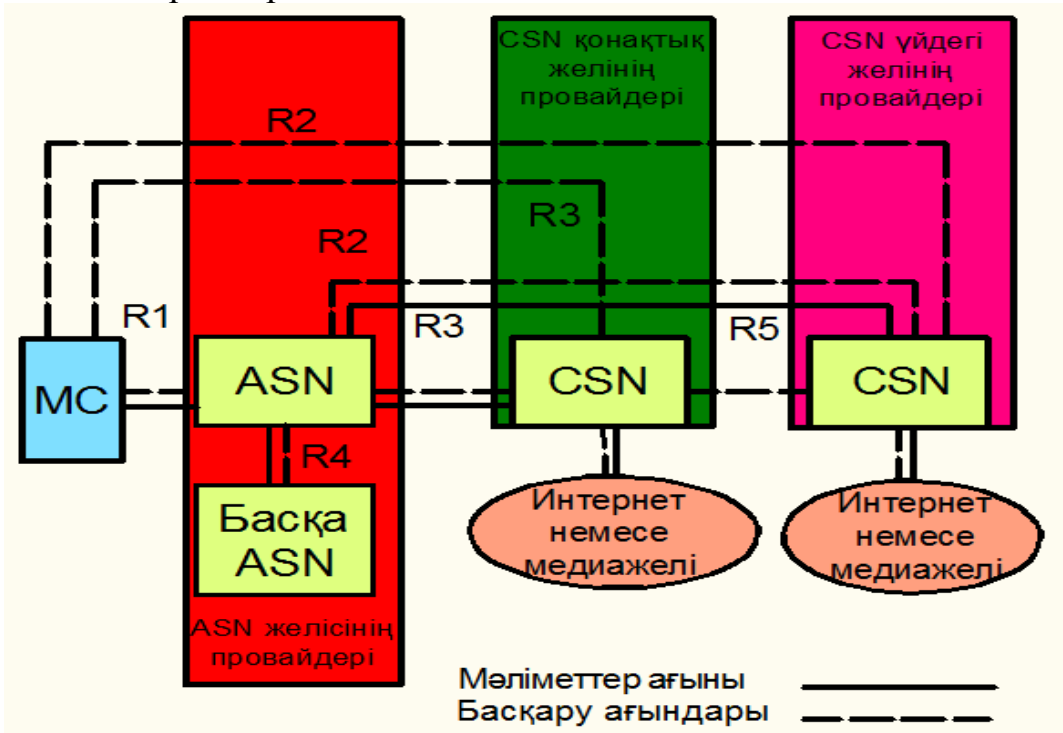 CSN қонақтық
желінің
провайдері
CSN үйдегі
желінің
провайдері
R2
R3
R2
R1
R3
R5
МС
ASN
CSN
CSN
R4
Басқа
ASN
Интернет
немесе
медиажелі
Интернет
немесе
медиажелі
ASN желісінің
провайдері
Мәліметтер ағыны
Басқару ағындары